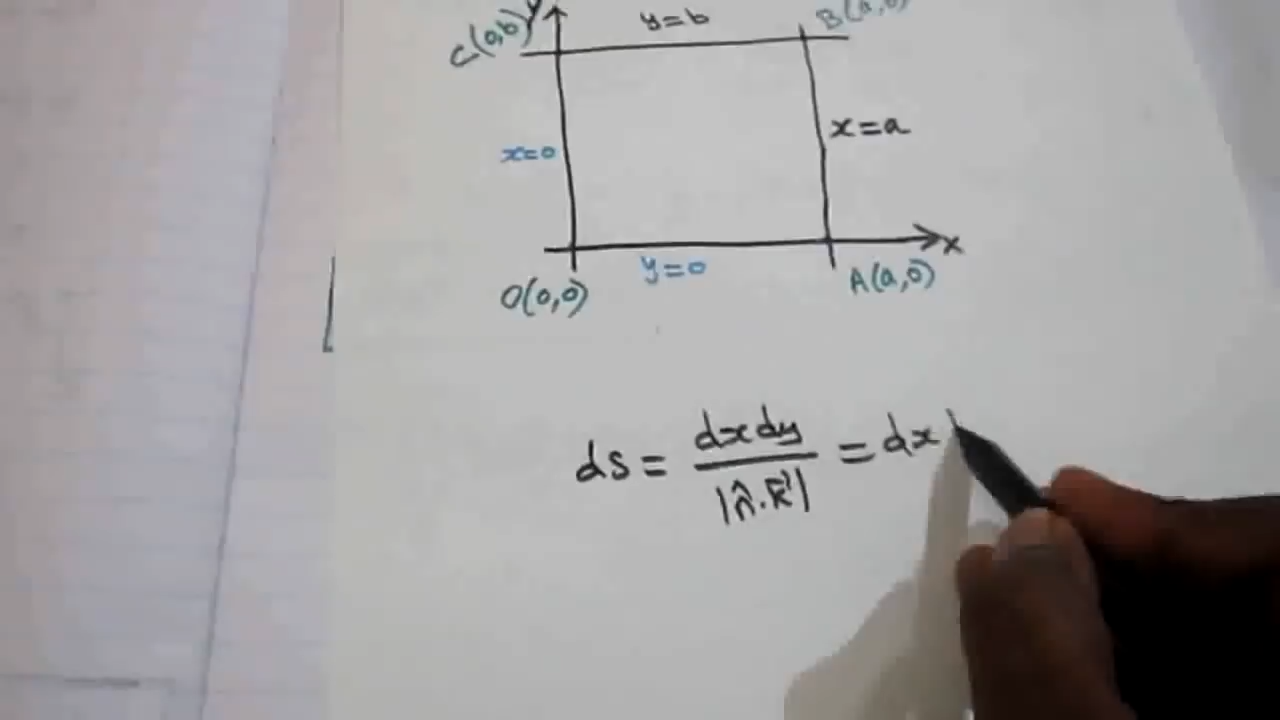 y
C(0,b)
y=b
B(a,b)
x=0
x=a
x
y=0
O(0,0)
A(a,0)
ds = dxdy / |n̂.k⃗| = dx